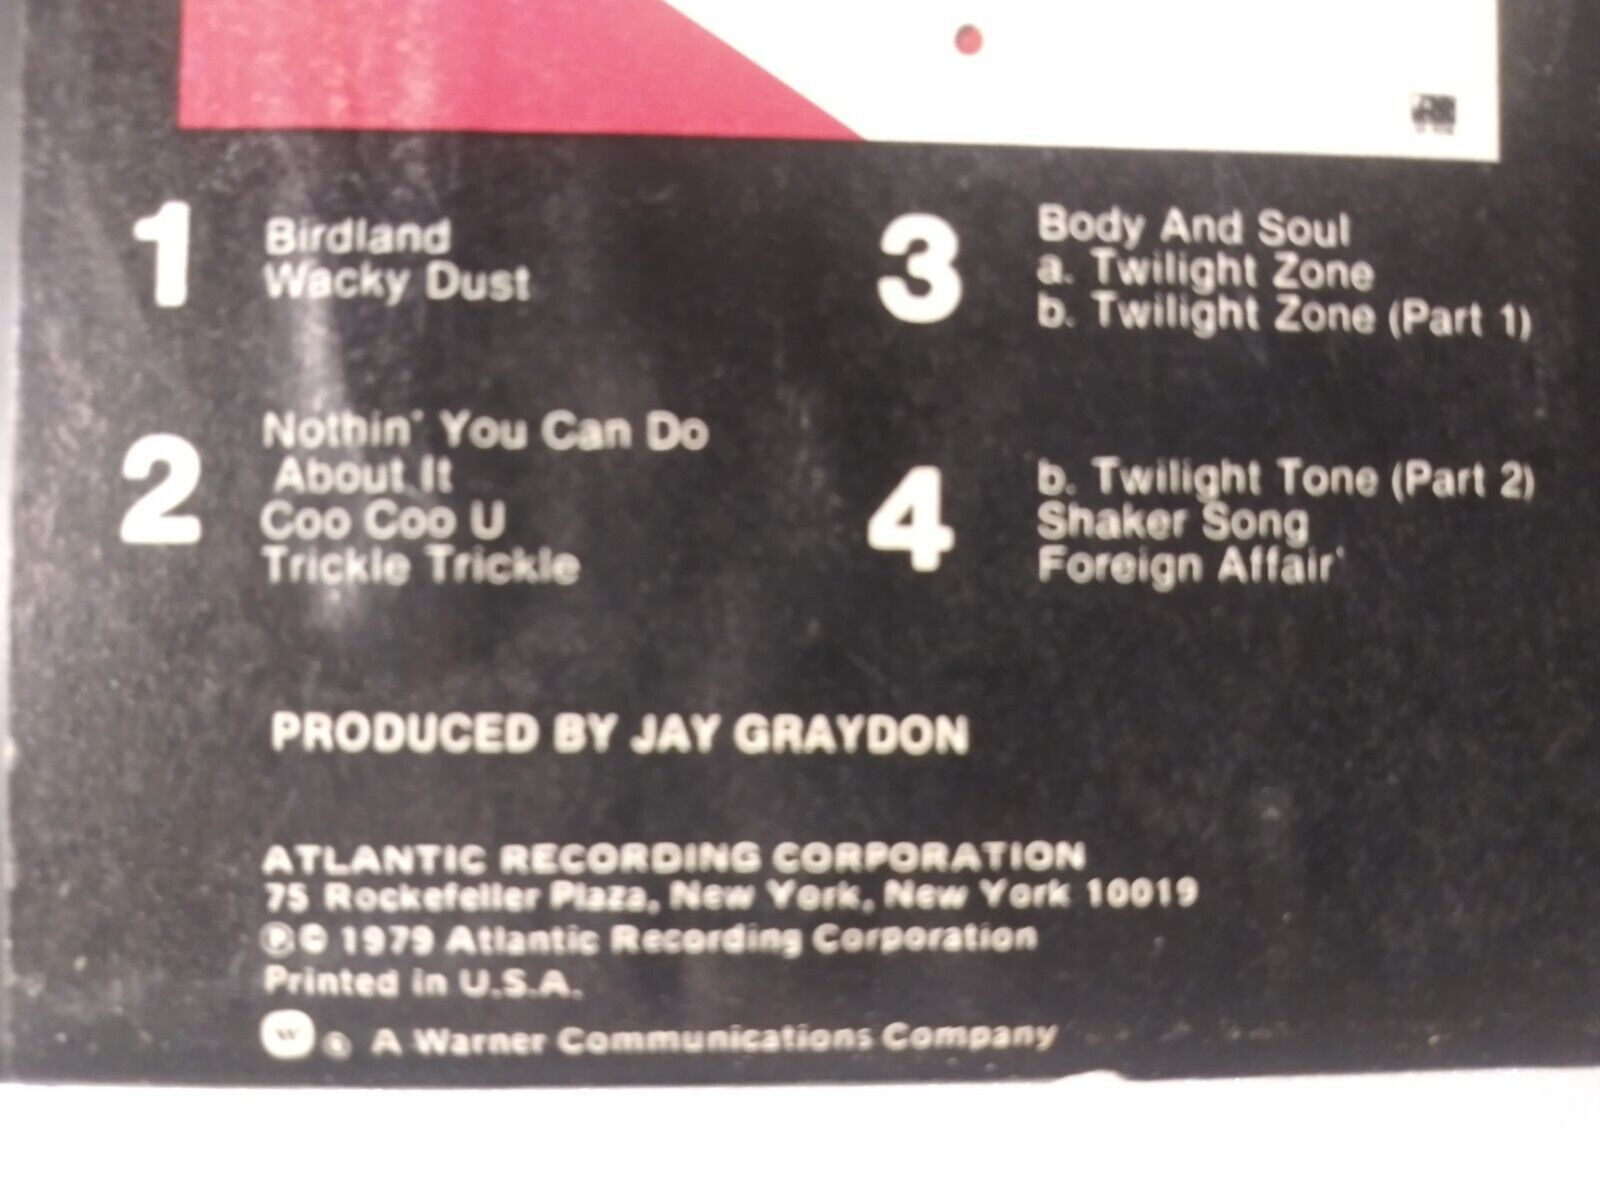 1
Birdland
Wacky Dust
2
Nothin' You Can Do
About It
Coo Coo U
Trickle Trickle
3
Body And Soul
a. Twilight Zone
b. Twilight Zone (Part 1)
4
b. Twilight Tone (Part 2)
Shaker Song
Foreign Affair'
PRODUCED BY JAY GRAYDON
ATLANTIC RECORDING CORPORATION
75 Rockefeller Plaza, New York, New York 10019
℗© 1979 Atlantic Recording Corporation
Printed in U.S.A.
W ® A Warner Communications Company